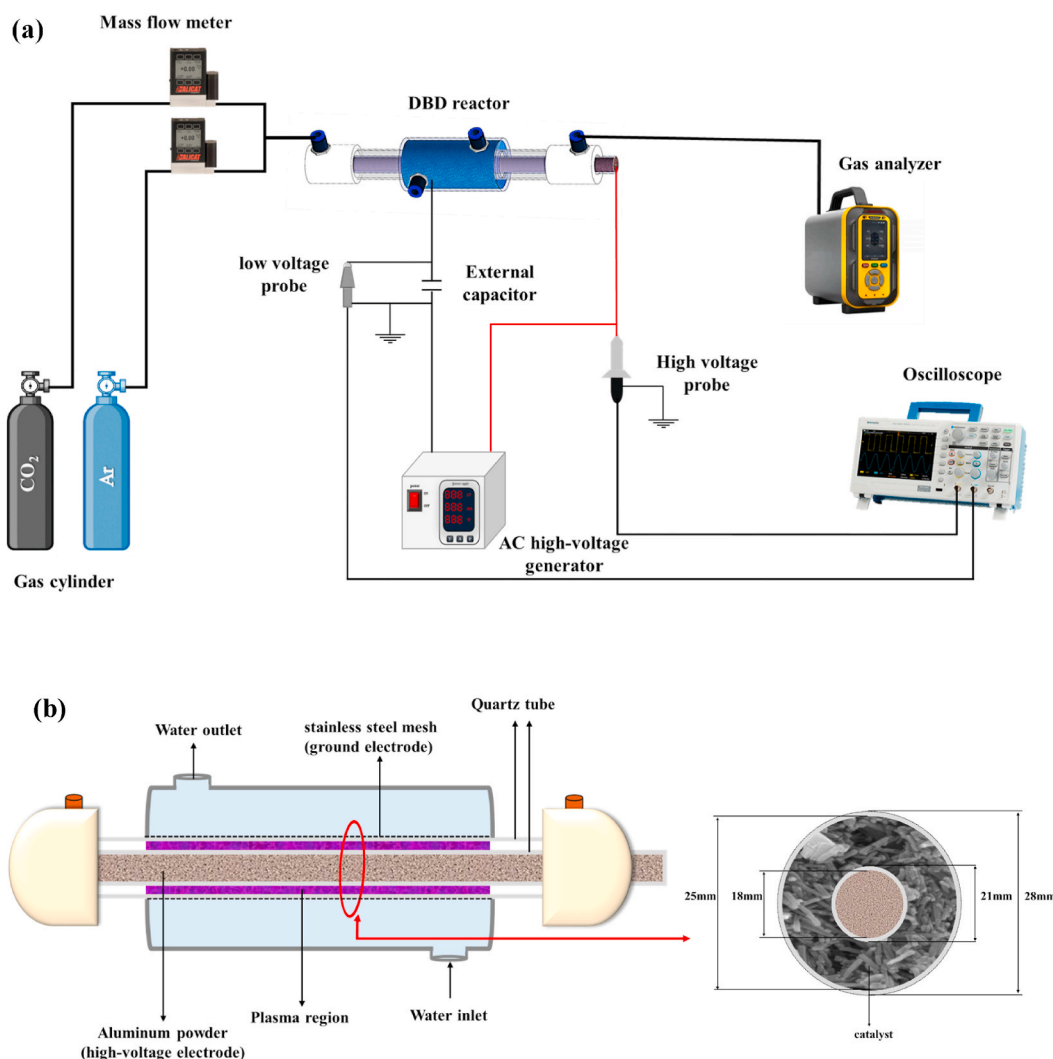 (a)
Mass flow meter
DBD reactor
Gas analyzer
low voltage
probe
External
capacitor
High voltage
probe
Oscilloscope
CO2
Ar
AC high-voltage
generator
Gas cylinder
(b)
Quartz tube
Water outlet
stainless steel mesh
(ground electrode)
25mm
18mm
21mm
28mm
Plasma region
Water inlet
Aluminum powder
(high-voltage electrode)
catalyst